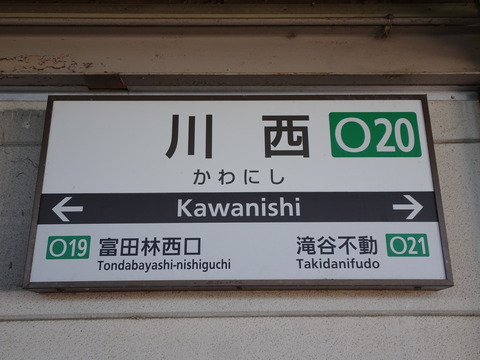 川西 O20
かわにし
← Kawanishi →
O19 富田林西口 滝谷不動 O21
Tondabayashi-nishiguchi Takidanifudo